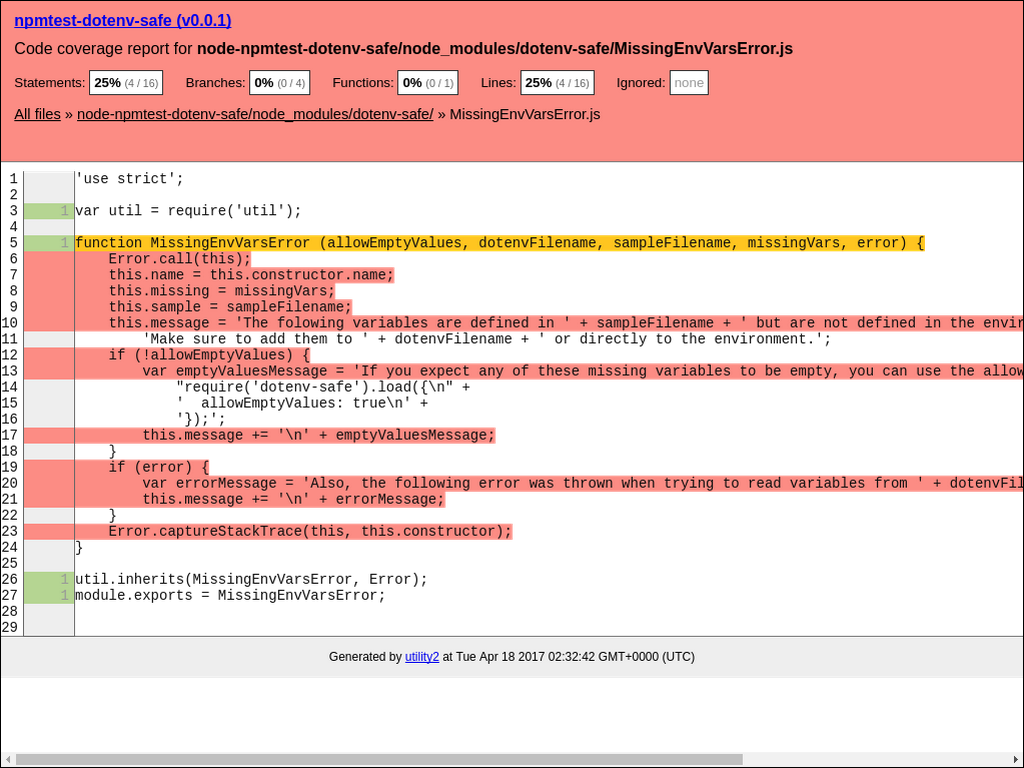 npmtest-dotenv-safe (v0.0.1)
Code coverage report for node-npmtest-dotenv-safe/node_modules/dotenv-safe/MissingEnvVarsError.js
Statements: 25% (4 / 16) Branches: 0% (0 / 4) Functions: 0% (0 / 1) Lines: 25% (4 / 16) Ignored: none
All files » node-npmtest-dotenv-safe/node_modules/dotenv-safe/ » MissingEnvVarsError.js
1 'use strict';
2
3 1 var util = require('util');
4
5 1 function MissingEnvVarsError (allowEmptyValues, dotenvFilename, sampleFilename, missingVars, error) {
6 Error.call(this);
7 this.name = this.constructor.name;
8 this.missing = missingVars;
9 this.sample = sampleFilename;
10 this.message = 'The folowing variables are defined in ' + sampleFilename + ' but are not defined in the envir
11 'Make sure to add them to ' + dotenvFilename + ' or directly to the environment.';
12 if (!allowEmptyValues) {
13 var emptyValuesMessage = 'If you expect any of these missing variables to be empty, you can use the allow
14 "require('dotenv-safe').load({\n" +
15 '  allowEmptyValues: true\n' +
16 '});';
17 this.message += '\n' + emptyValuesMessage;
18 }
19 if (error) {
20 var errorMessage = 'Also, the following error was thrown when trying to read variables from ' + dotenvFil
21 this.message += '\n' + errorMessage;
22 }
23 Error.captureStackTrace(this, this.constructor);
24 }
25
26 1 util.inherits(MissingEnvVarsError, Error);
27 1 module.exports = MissingEnvVarsError;
28
29
Generated by utility2 at Tue Apr 18 2017 02:32:42 GMT+0000 (UTC)